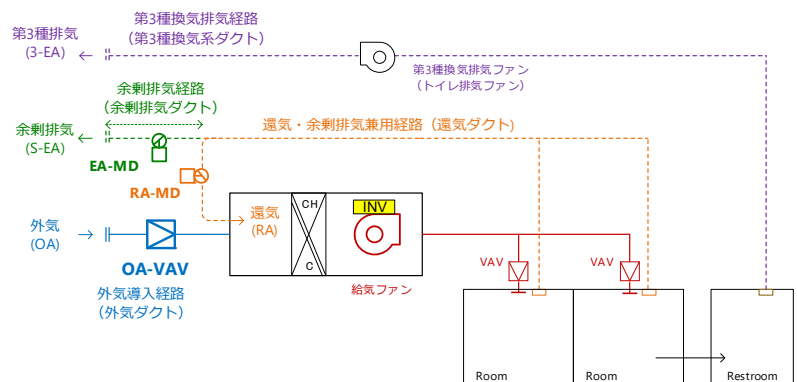 第3種換気排気経路
（第3種換気系ダクト）
第3種排気
(3-EA)
第3種換気排気ファン
（トイレ排気ファン）
余剰排気経路
（余剰排気ダクト）
余剰排気
(S-EA)
還気・余剰排気兼用経路（還気ダクト)
EA-MD
RA-MD
外気
(OA)
還気
(RA)
CH
C
INV
OA-VAV
外気導入経路
（外気ダクト）
給気ファン
VAV
VAV
Room
Room
Restroom